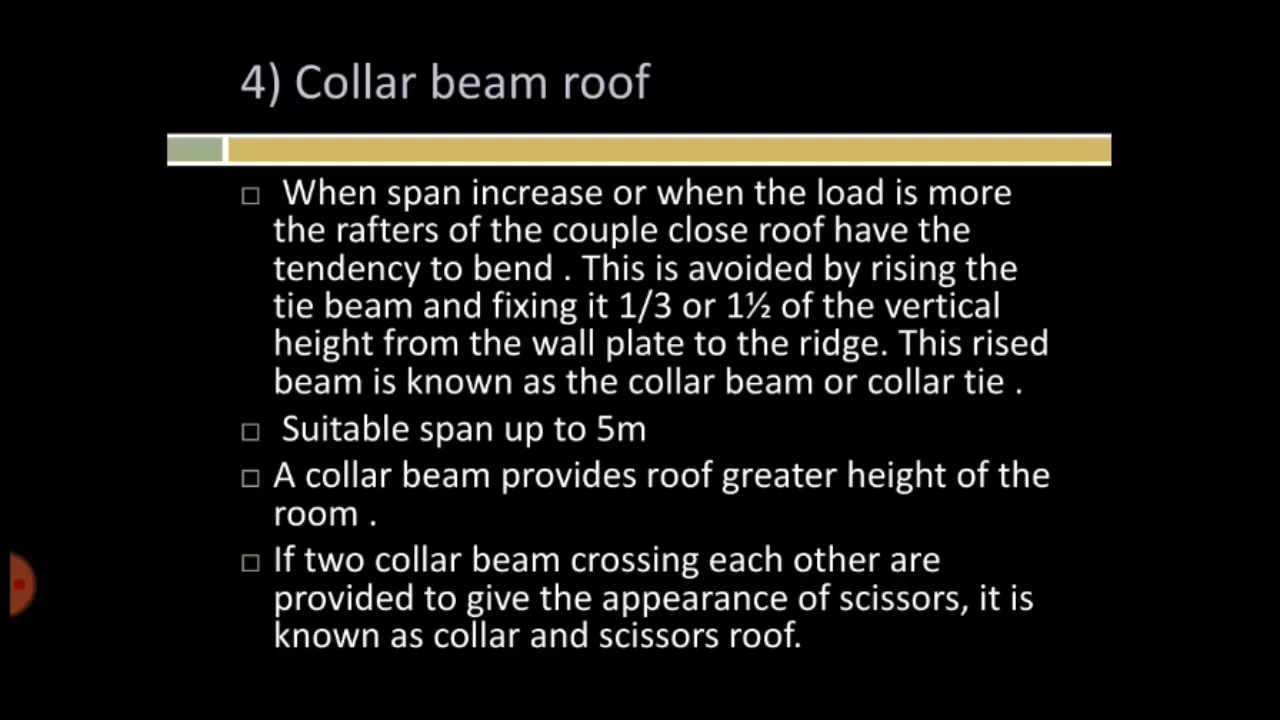 4) Collar beam roof
When span increase or when the load is more
the rafters of the couple close roof have the
tendency to bend . This is avoided by rising the
tie beam and fixing it 1/3 or 1½ of the vertical
height from the wall plate to the ridge. This rised
beam is known as the collar beam or collar tie .
Suitable span up to 5m
A collar beam provides roof greater height of the
room .
If two collar beam crossing each other are
provided to give the appearance of scissors, it is
known as collar and scissors roof.